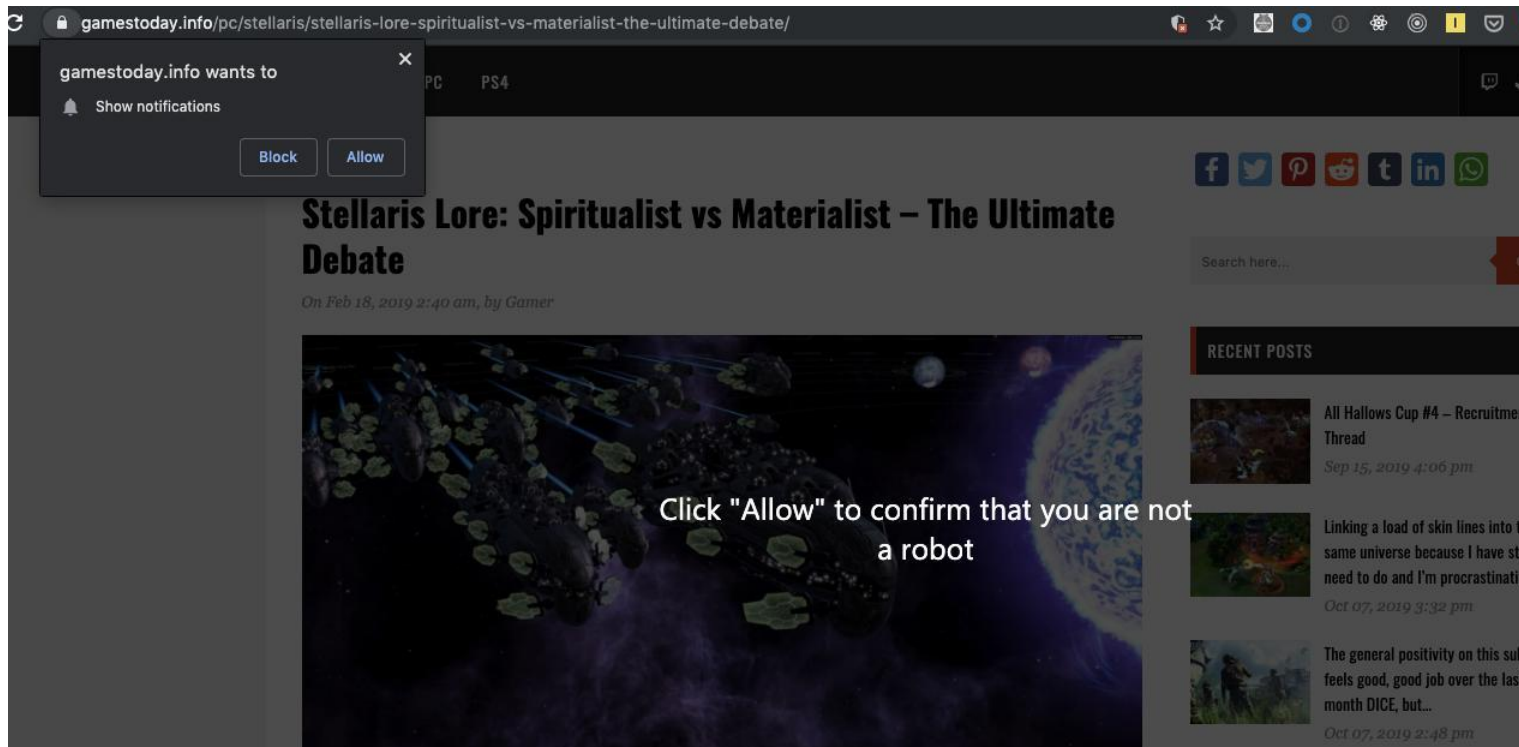 gamestoday.info/pc/stellaris/stellaris-lore-spiritualist-vs-materialist-the-ultimate-debate/
gamestoday.info wants to
Show notifications
Block
Allow
PC
PS4
Stellaris Lore: Spiritualist vs Materialist – The Ultimate
Debate
On Feb 18, 2019 2:40 am, by Gamer
Click "Allow" to confirm that you are not
a robot
Search here...
RECENT POSTS
All Hallows Cup #4 –
Thread
Sep 15, 2019 4:06 pm
Linking a load of skin lines into
same universe because I have
need to do and I'm
Oct 07, 2019 3:32 pm
The general positivity on this
feels good, good job over the
month DICE, but...
Oct 07, 2019 2:48 pm